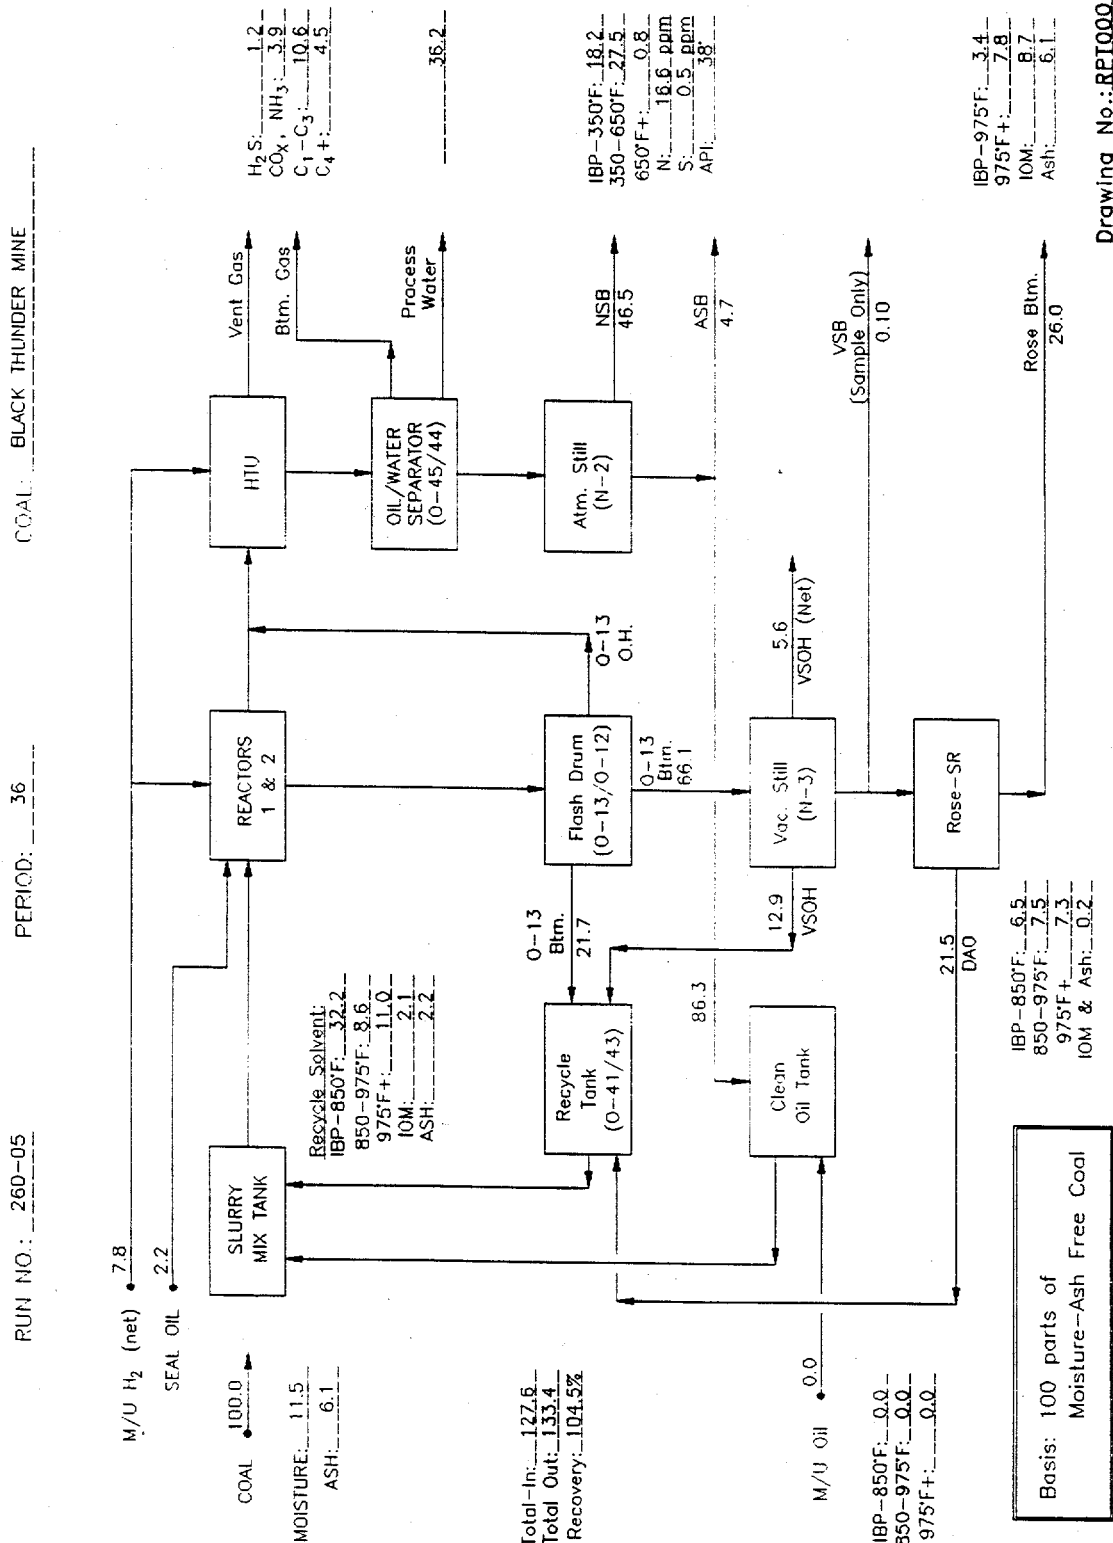 RUN NO.: 260-05
PERIOD: 36
COAL: BLACK THUNDER MINE
M/U H2 (net)
7.8
SEAL OIL
2.2
COAL
100.0
MOISTURE: 11.5
ASH: 6.1
SLURRY
MIX TANK
REACTORS
1 & 2
HTU
Vent Gas
Btm. Gas
H2S: 1.2
COx, NH3: 3.9
C1-C3: 10.6
C4+: 4.5
OIL/WATER
SEPARATOR
(O-45/44)
Process
Water
36.2
Recycle Solvent:
IBP-850°F: 32.2
850-975°F: 8.6
975°F+: 11.0
IOM: 2.1
ASH: 2.2
Total-In: 127.6
Total Out: 133.4
Recovery: 104.5%
Recycle
Tank
(O-41/43)
O-13
Btm.
21.7
Flash Drum
(O-13/O-12)
O-13
O.H.
O-13
Btm.
66.1
Atm. Still
(N-2)
NSB
46.5
IBP-350°F: 18.2
350-650°F: 27.5
650°F+: 0.8
N: 16.6 ppm
S: 0.5 ppm
API: 38°
ASB
4.7
86.3
12.9
VSOH
Vac. Still
(N-3)
5.6
VSOH (Net)
Clean
Oil Tank
M/U Oil
0.0
IBP-850°F: 0.0
850-975°F: 0.0
975°F+: 0.0
VSB
(Sample Only)
0.10
21.5
DAO
Rose-SR
Rose Btm.
26.0
IBP-850°F: 6.5
850-975°F: 7.5
975°F+ 7.3
IOM & Ash: 0.2
IBP-975°F: 3.4
975°F+: 7.8
IOM: 8.7
Ash: 6.1
Basis: 100 parts of
Moisture-Ash Free Coal
Drawing No.: RPT000